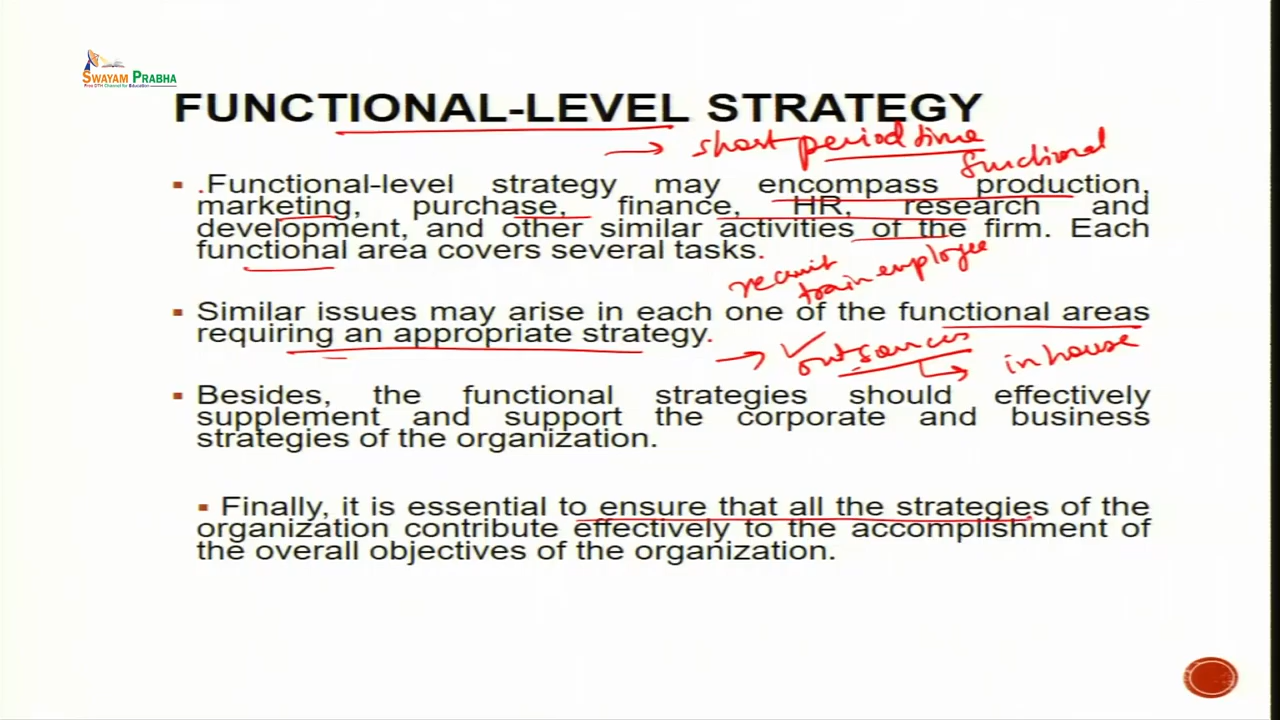 SWAYAM PRABHA
Free DTH Channel for Education
FUNCTIONAL-LEVEL STRATEGY
→ short period time
functional
.Functional-level strategy may encompass production,
marketing, purchase, finance, HR, research and
development, and other similar activities of the firm. Each
functional area covers several tasks.
recruit
train employee
Similar issues may arise in each one of the functional areas
requiring an appropriate strategy.
→ outsources
→ in house
Besides, the functional strategies should effectively
supplement and support the corporate and business
strategies of the organization.
Finally, it is essential to ensure that all the strategies of the
organization contribute effectively to the accomplishment of
the overall objectives of the organization.